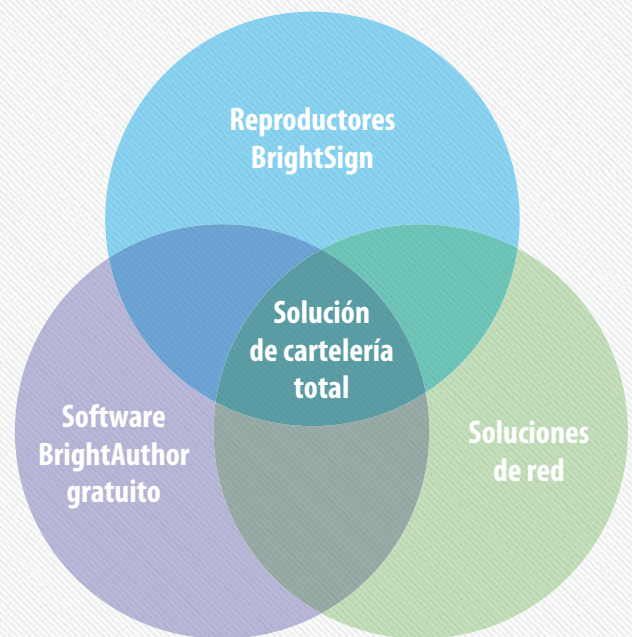 Reproductores
BrightSign
Solución
de cartelería
total
Software
BrightAuthor
gratuito
Soluciones
de red